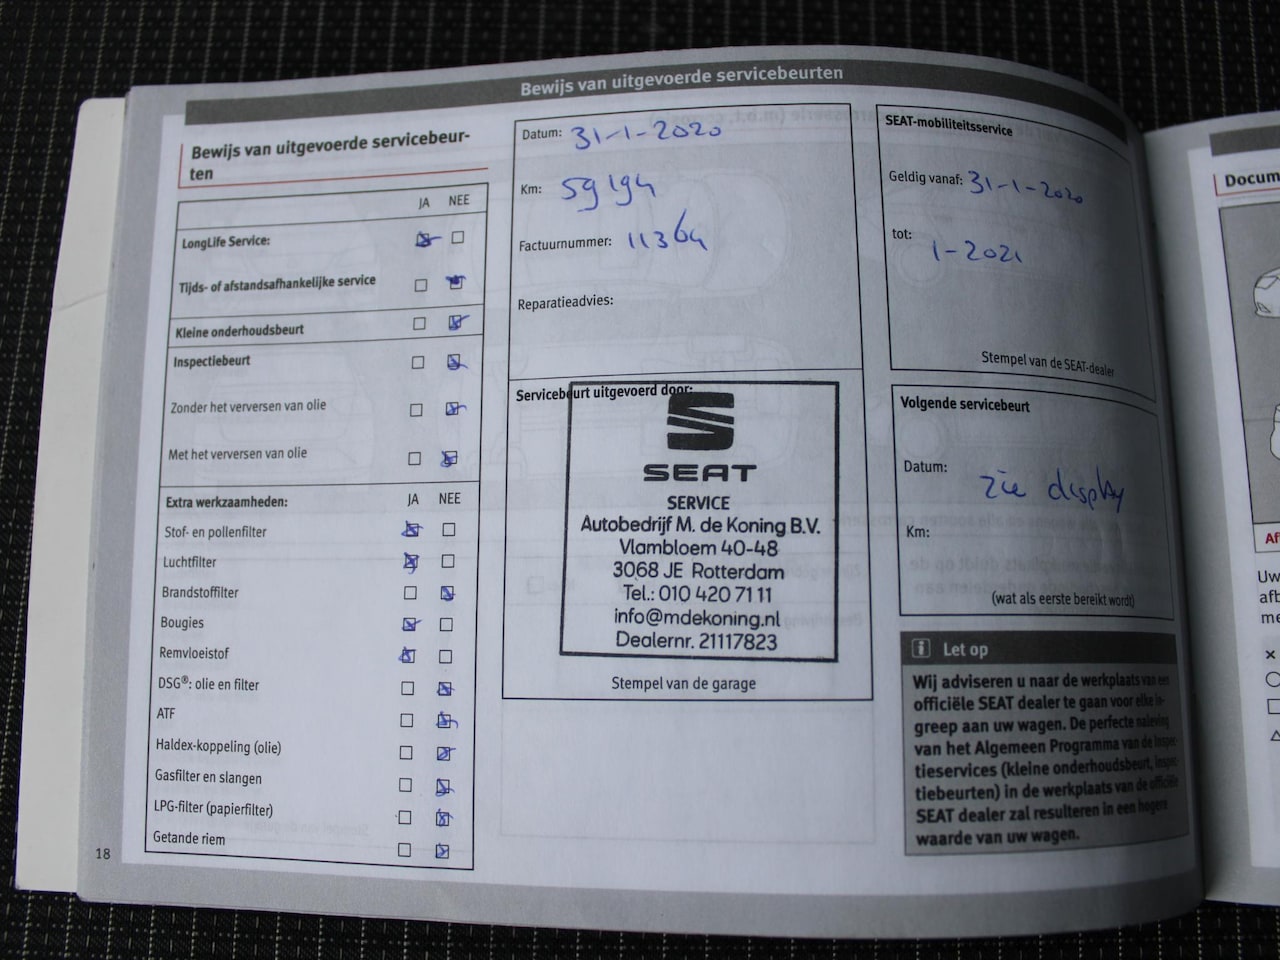 Bewijs van uitgevoerde servicebeurten
Bewijs van uitgevoerde servicebeur-
ten
JA NEE
LongLife Service:
Tijds- of afstandsafhankelijke service
Kleine onderhoudsbeurt
Inspectiebeurt
Zonder het verversen van olie
Met het verversen van olie
Extra werkzaamheden: JA NEE
Stof- en pollenfilter
Luchtfilter
Brandstoffilter
Bougies
Remvloeistof
DSG®: olie en filter
ATF
Haldex-koppeling (olie)
Gasfilter en slangen
LPG-filter (papierfilter)
Getande riem
18
Datum: 31-1-2020
Km: 59194
Factuurnummer: 11364
Reparatieadvies:
Servicebeurt uitgevoerd door:
SEAT
SERVICE
Autobedrijf M. de Koning B.V.
Vlambloem 40-48
3068 JE Rotterdam
Tel.: 010 420 71 11
info@mdekoning.nl
Dealernr. 21117823
Stempel van de garage
SEAT-mobiliteitsservice
Geldig vanaf: 31-1-2020
tot:
1-2021
Stempel van de SEAT-dealer
Volgende servicebeurt
Datum:
zie display
Km:
(wat als eerste bereikt wordt)
Let op
Wij adviseren u naar de werkplaats van een
officiële SEAT dealer te gaan voor elke in-
greep aan uw wagen. De perfecte naleving
van het Algemeen Programma van de Inspec-
tieservices (kleine onderhoudsbeurt, inspec-
tiebeurten) in de werkplaats van de officiële
SEAT dealer zal resulteren in een hogere
waarde van uw wagen.
Docum
Af
Uw
afb
me